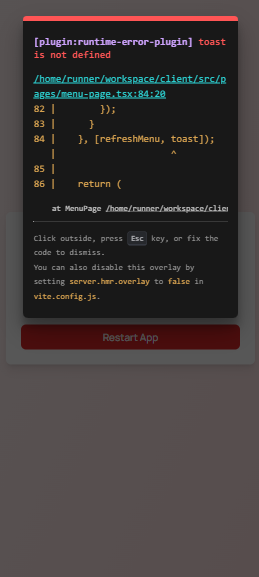 [plugin:runtime-error-plugin] toast
is not defined
/home/runner/workspace/client/src/p
ages/menu-page.tsx:84:20
82 |        });
83 |      }
84 |    }, [refreshMenu, toast]);
   |                     ^
85 |
86 |    return (
at MenuPage /home/runner/workspace/clie
Click outside, press Esc key, or fix the
code to dismiss.
You can also disable this overlay by
setting server.hmr.overlay to false in
vite.config.js.
Restart App